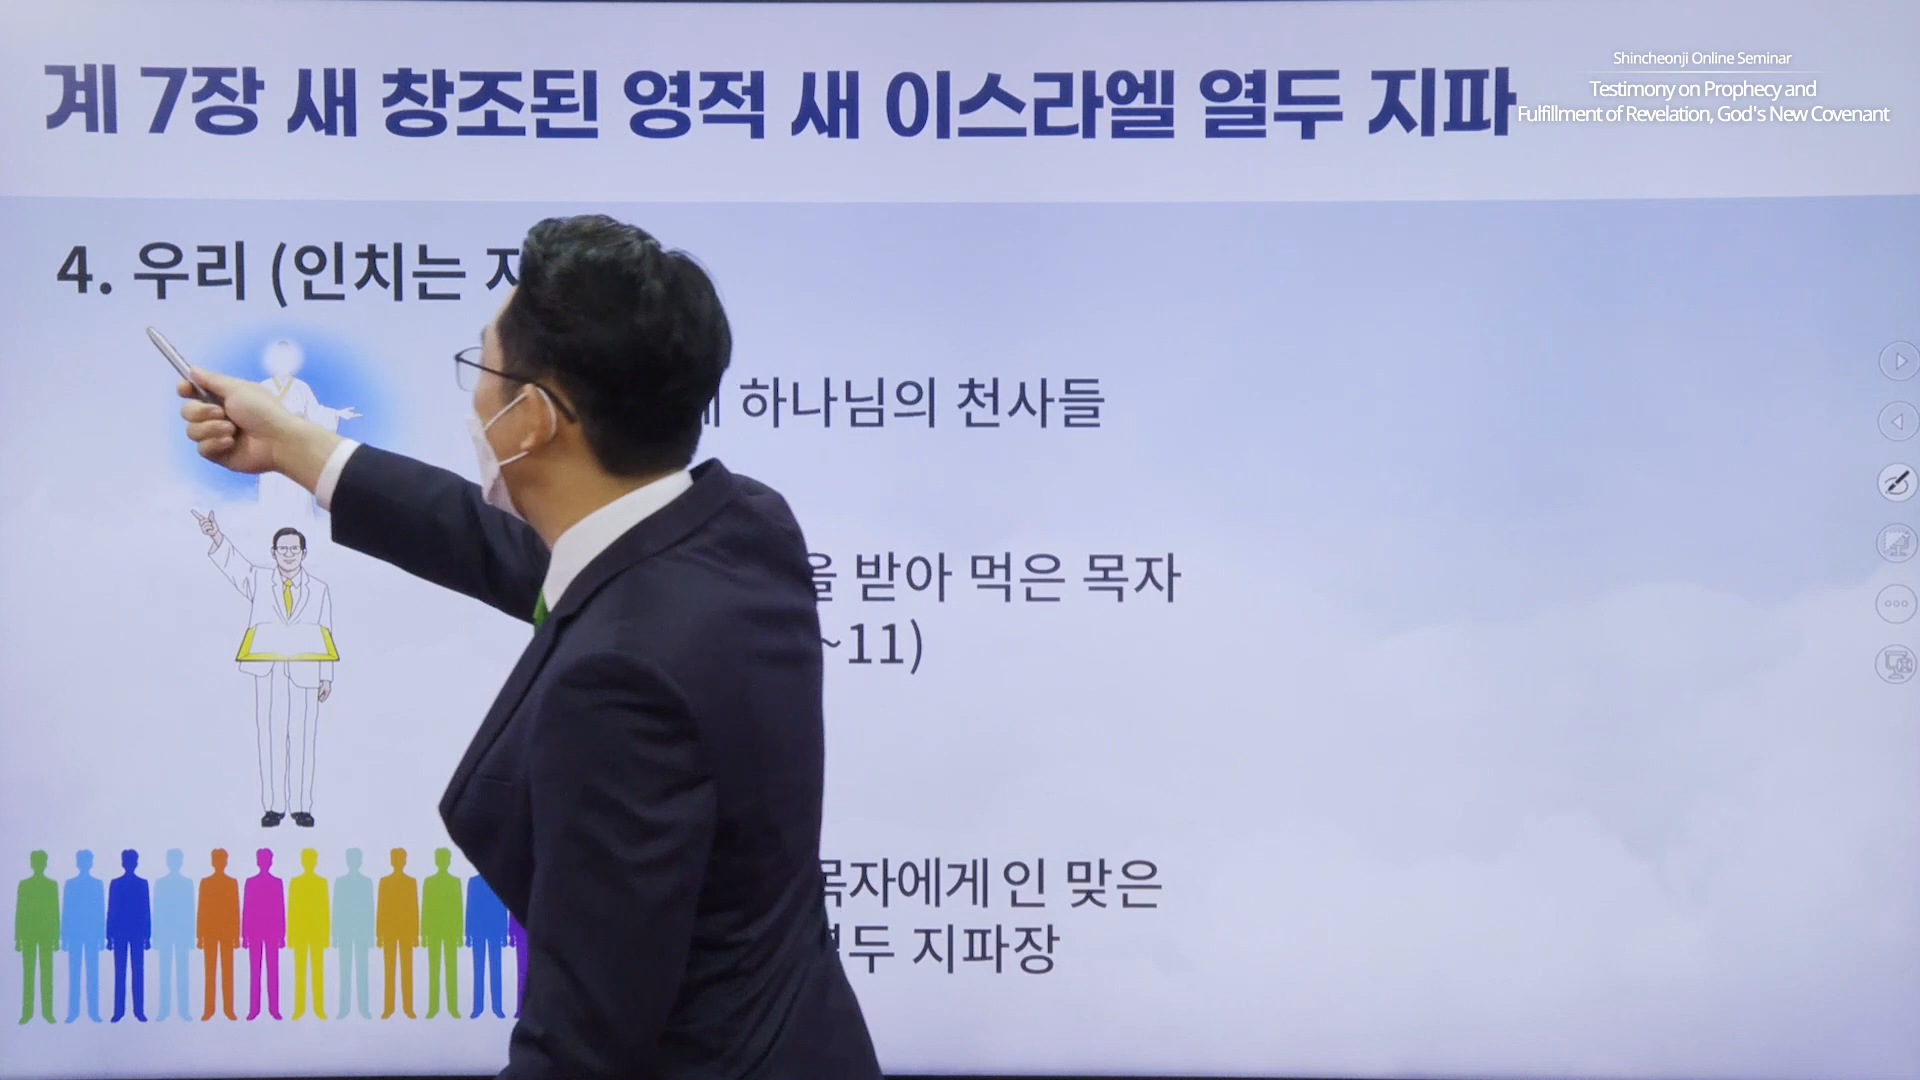 계 7장 새 창조된 영적 새 이스라엘 열두 지파
Shincheonji Online Seminar
Testimony on Prophecy and
Fulfillment of Revelation, God's New Covenant
4. 우리 (인치는
하나님의 천사들
받아 먹은 목자
~11)
목자에게 인 맞은
열두 지파장